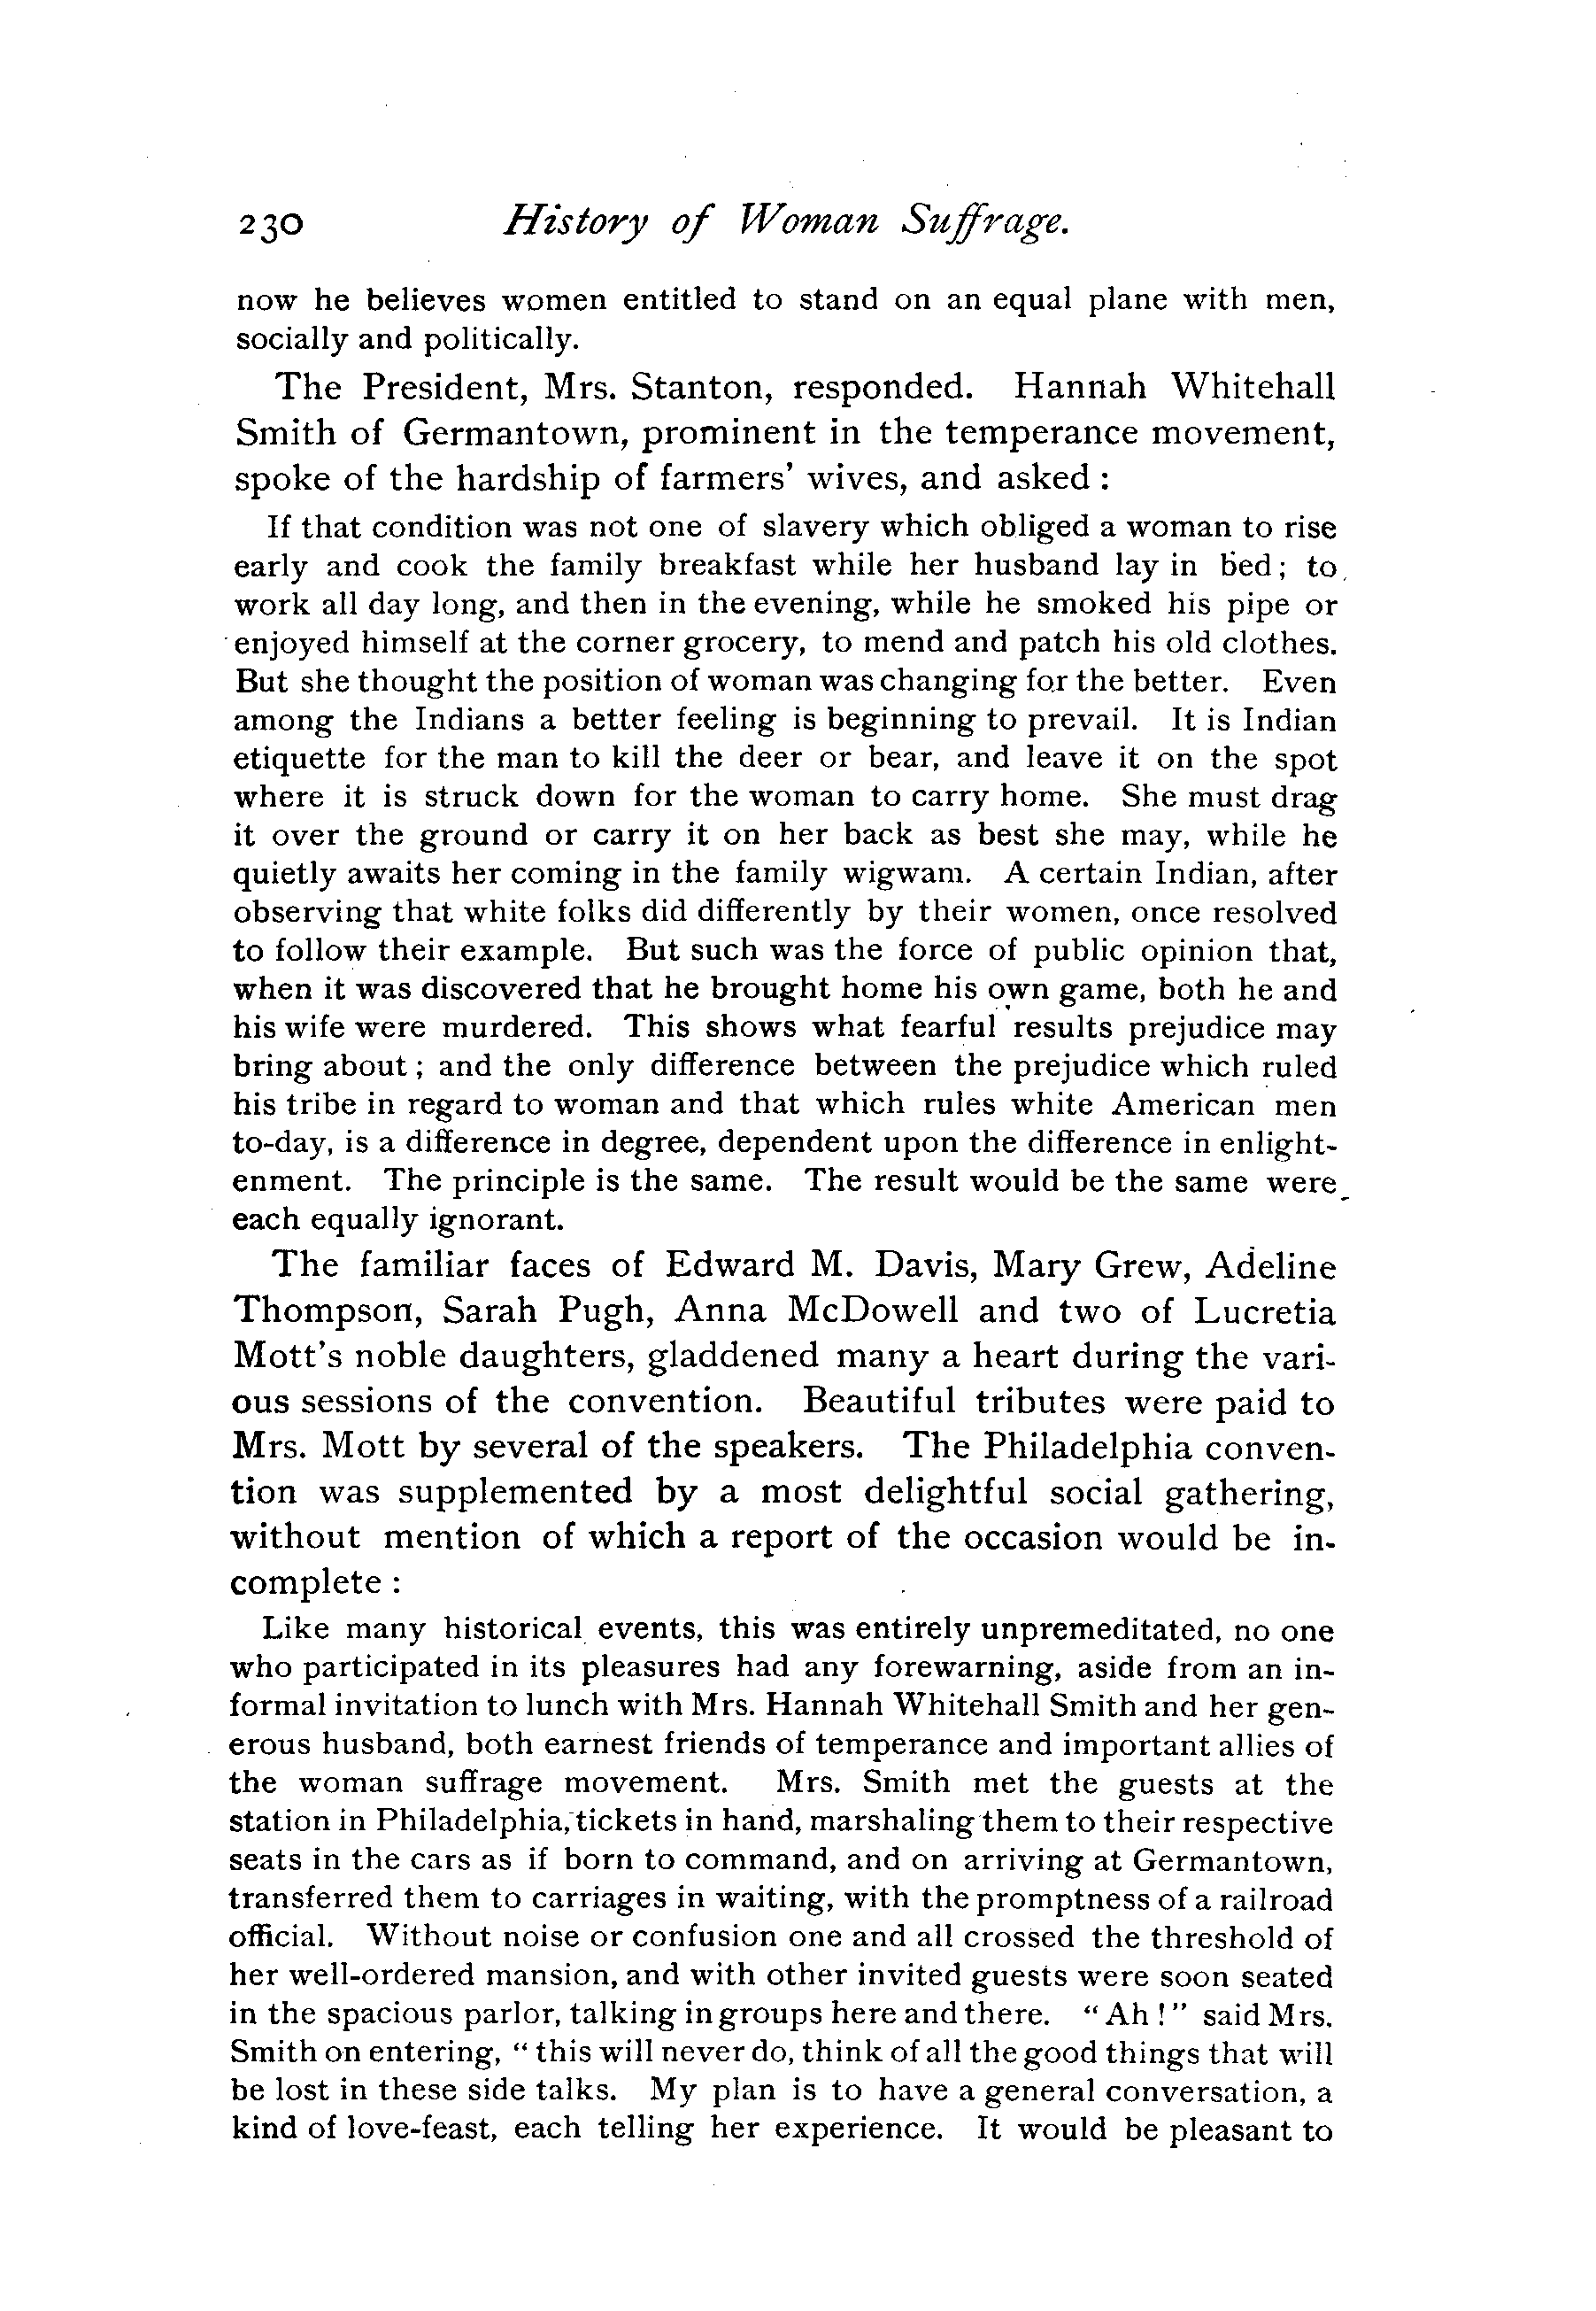 230 History of Woman Suffrage.
now he believes women entitled to stand on an equal plane with men,
socially and politically.
The President, Mrs. Stanton, responded. Hannah Whitehall
Smith of Germantown, prominent in the temperance movement,
spoke of the hardship of farmers' wives, and asked :
If that condition was not one of slavery which obliged a woman to rise
early and cook the family breakfast while her husband lay in bed; to
work all day long, and then in the evening, while he smoked his pipe or
enjoyed himself at the corner grocery, to mend and patch his old clothes.
But she thought the position of woman was changing for the better. Even
among the Indians a better feeling is beginning to prevail. It is Indian
etiquette for the man to kill the deer or bear, and leave it on the spot
where it is struck down for the woman to carry home. She must drag
it over the ground or carry it on her back as best she may, while he
quietly awaits her coming in the family wigwam. A certain Indian, after
observing that white folks did differently by their women, once resolved
to follow their example. But such was the force of public opinion that,
when it was discovered that he brought home his own game, both he and
his wife were murdered. This shows what fearful results prejudice may
bring about ; and the only difference between the prejudice which ruled
his tribe in regard to woman and that which rules white American men
to-day, is a difference in degree, dependent upon the difference in enlight-
enment. The principle is the same. The result would be the same were
each equally ignorant.
The familiar faces of Edward M. Davis, Mary Grew, Adeline
Thompson, Sarah Pugh, Anna McDowell and two of Lucretia
Mott's noble daughters, gladdened many a heart during the vari-
ous sessions of the convention. Beautiful tributes were paid to
Mrs. Mott by several of the speakers. The Philadelphia conven-
tion was supplemented by a most delightful social gathering,
without mention of which a report of the occasion would be in-
complete :
Like many historical events, this was entirely unpremeditated, no one
who participated in its pleasures had any forewarning, aside from an in-
formal invitation to lunch with Mrs. Hannah Whitehall Smith and her gen-
erous husband, both earnest friends of temperance and important allies of
the woman suffrage movement. Mrs. Smith met the guests at the
station in Philadelphia, tickets in hand, marshaling them to their respective
seats in the cars as if born to command, and on arriving at Germantown,
transferred them to carriages in waiting, with the promptness of a railroad
official. Without noise or confusion one and all crossed the threshold of
her well-ordered mansion, and with other invited guests were soon seated
in the spacious parlor, talking in groups here and there. "Ah !" said Mrs.
Smith on entering, "this will never do, think of all the good things that will
be lost in these side talks. My plan is to have a general conversation, a
kind of love-feast, each telling her experience. It would be pleasant to